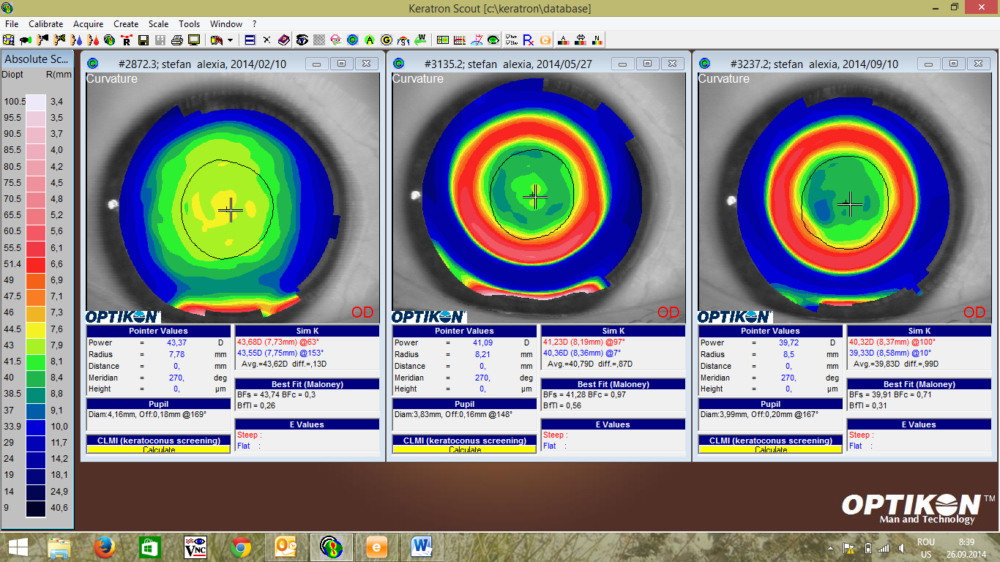 Keratron Scout [c:\keratron\database]
File Calibrate Acquire Create Scale Tools Window ?
Absolute Sc...
Diopt R(mm
100.5 3,4
95.5 3,5
90.5 3,7
85.5 4,0
80.5 4,2
75.5 4,5
70.5 4,8
65.5 5,2
60.5 5,6
55.5 6,1
51.4 6,6
49 6,9
47.5 7,1
46 7,3
44.5 7,6
43 7,9
41.5 8,1
40 8,4
38.5 8,8
37 9,1
33.9 10,0
29 11,7
24 14,2
19 18,1
14 24,9
9 40,6
#2872.3; stefan alexia, 2014/02/10
Curvature
OPTIKON
OD
Pointer Values
Power = 43,37 D
Radius = 7,78 mm
Distance = 0, mm
Meridian = 270, deg
Height = 0, µm
Pupil
Diam:4,16mm, Off:0,18mm @169°
CLMI (keratoconus screening)
Calculate
Sim K
43,68D (7,73mm) @63°
43,55D (7,75mm) @153°
Avg.=43,62D diff.=,13D
Best Fit (Maloney)
BFs = 43,74 BFc = 0,3
BfTI = 0,26
E Values
Steep :
Flat :
#3135.2; stefan alexia, 2014/05/27
Curvature
OPTIKON
OD
Pointer Values
Power = 41,09 D
Radius = 8,21 mm
Distance = 0, mm
Meridian = 270, deg
Height = 0, µm
Pupil
Diam:3,83mm, Off:0,16mm @148°
CLMI (keratoconus screening)
Calculate
Sim K
41,23D (8,19mm) @97°
40,36D (8,36mm) @7°
Avg.=40,79D diff.=,87D
Best Fit (Maloney)
BFs = 41,28 BFc = 0,97
BfTI = 0,56
E Values
Steep :
Flat :
#3237.2; stefan alexia, 2014/09/10
Curvature
OPTIKON
OD
Pointer Values
Power = 39,72 D
Radius = 8,5 mm
Distance = 0, mm
Meridian = 270, deg
Height = 0, µm
Pupil
Diam:3,99mm, Off:0,20mm @167°
CLMI (keratoconus screening)
Calculate
Sim K
40,32D (8,37mm) @100°
39,33D (8,58mm) @10°
Avg.=39,83D diff.=,99D
Best Fit (Maloney)
BFs = 39,91 BFc = 0,71
BfTI = 0,31
E Values
Steep :
Flat :
OPTIKON TM
Man and Technology
VNC
ROU
US
8:39
26.09.2014